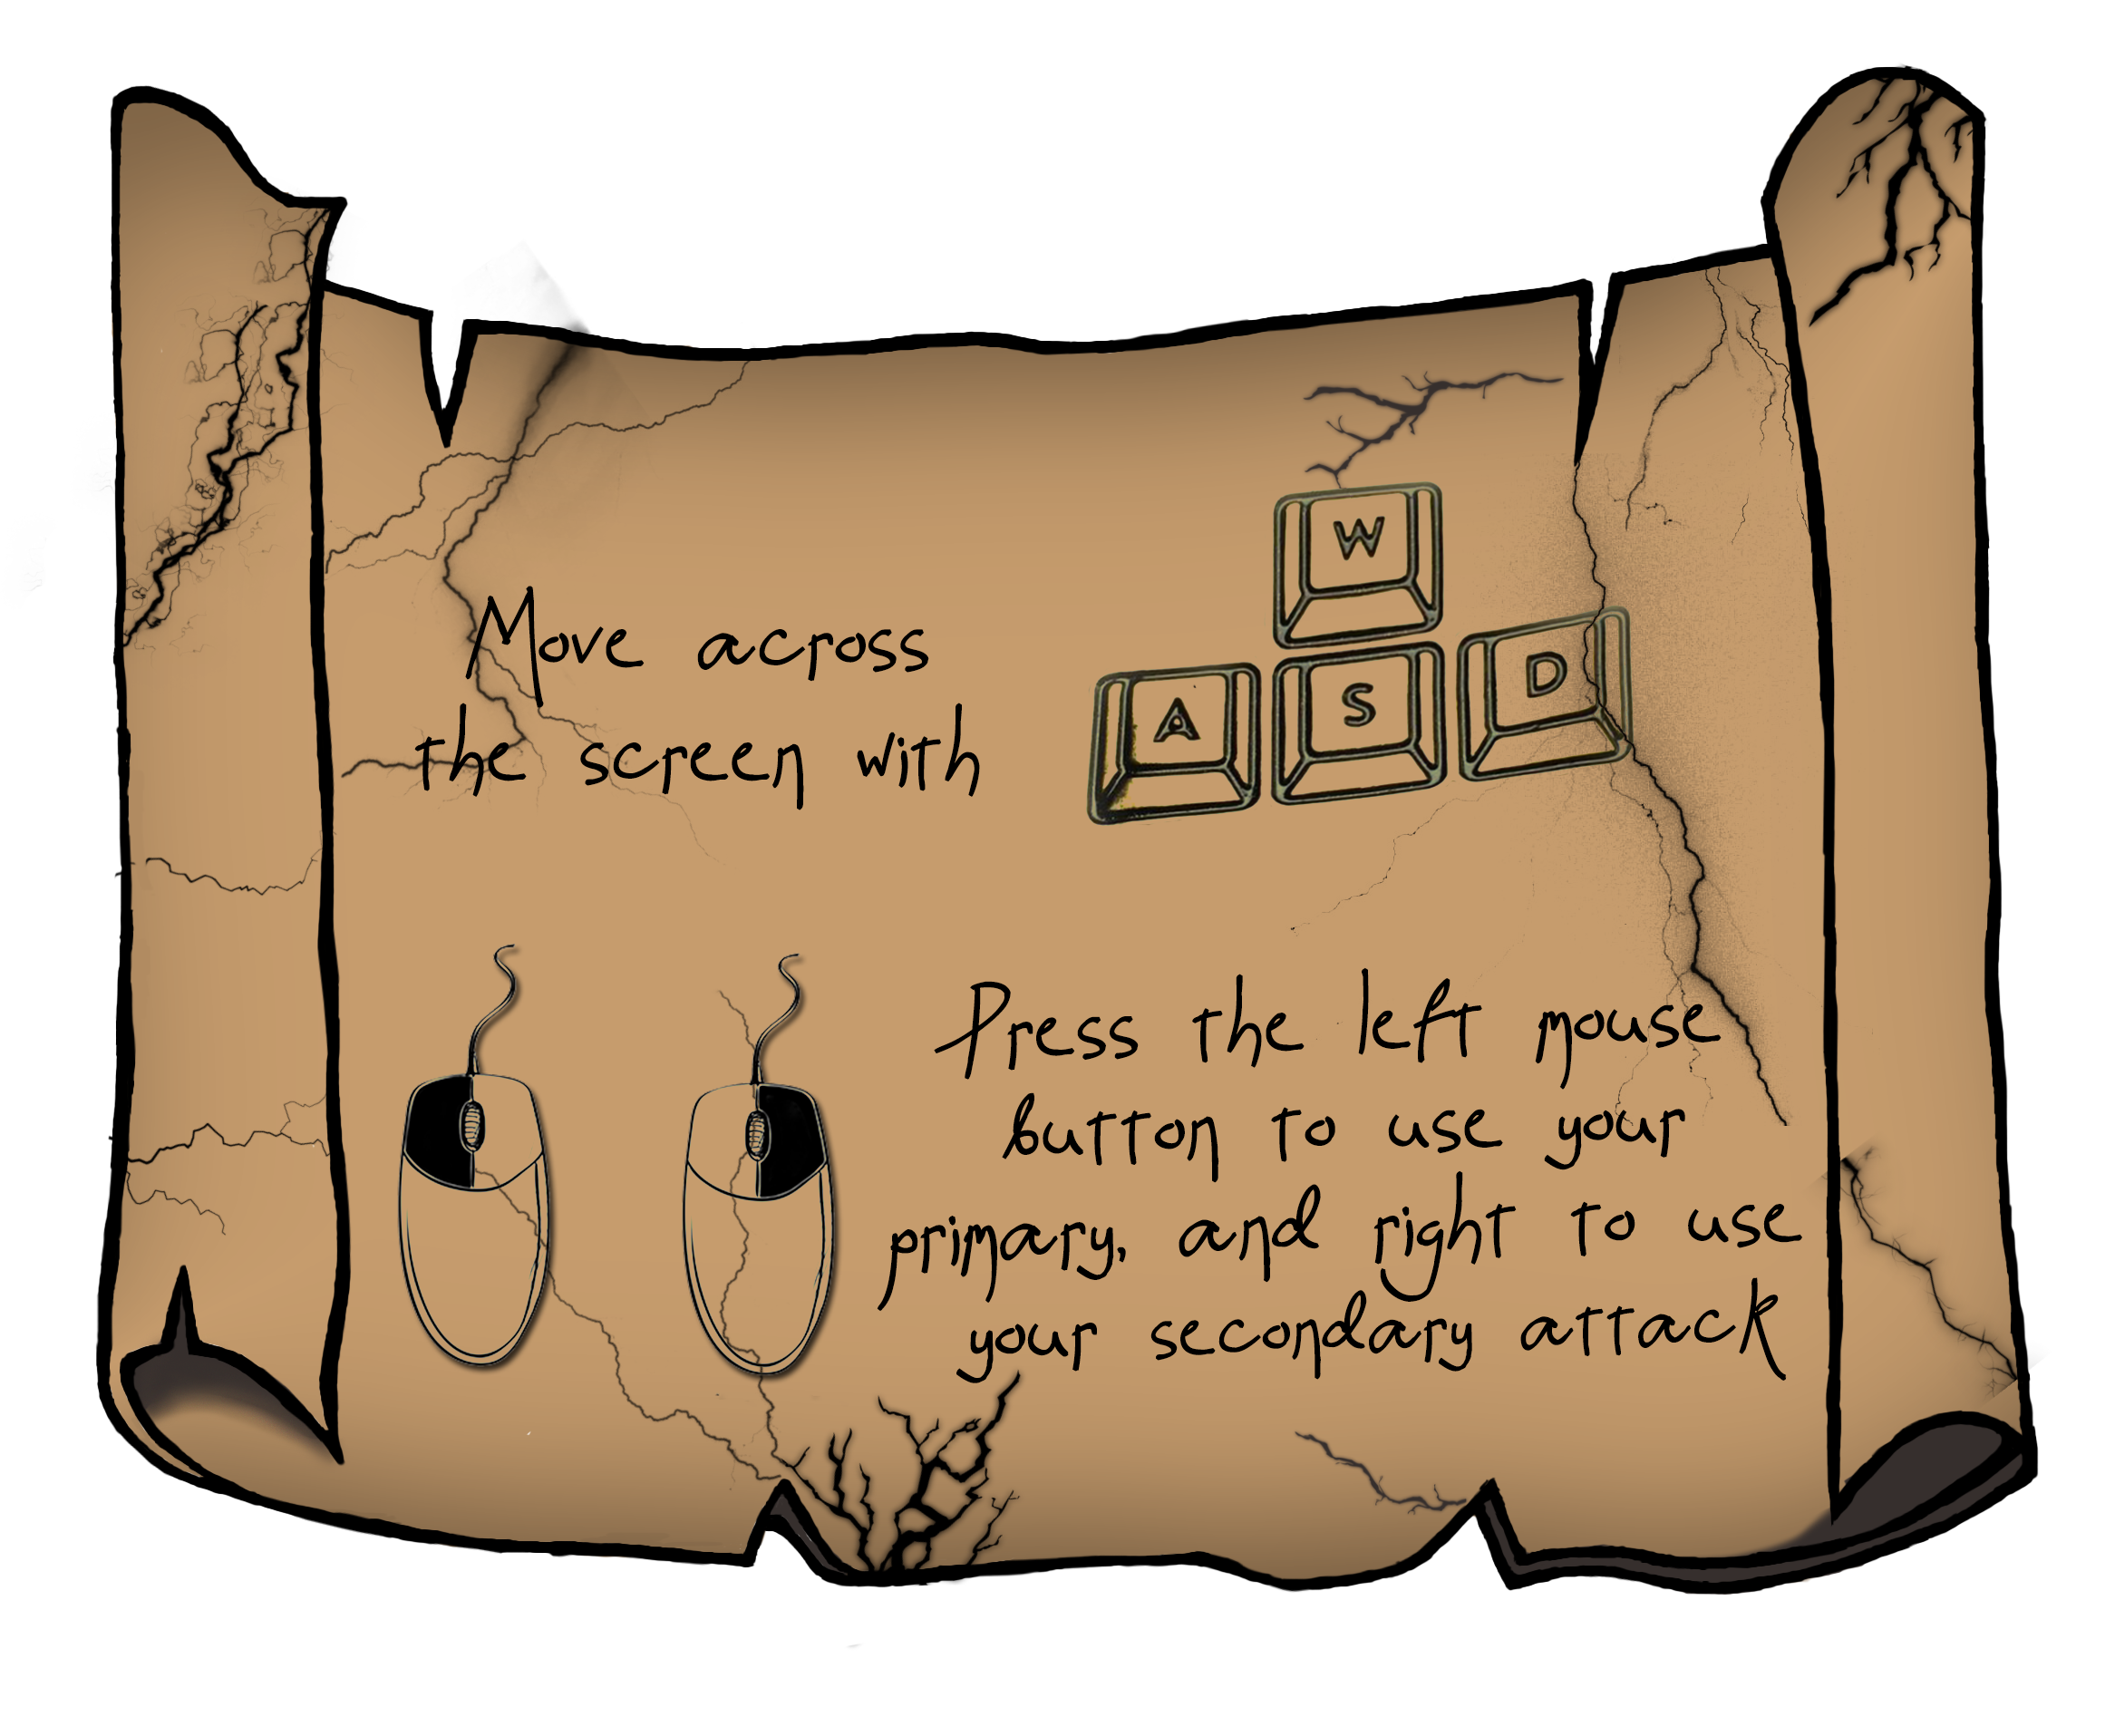 Move across
the screen with
W
A S D
Press the left mouse
button to use your
primary, and right to use
your secondary attack